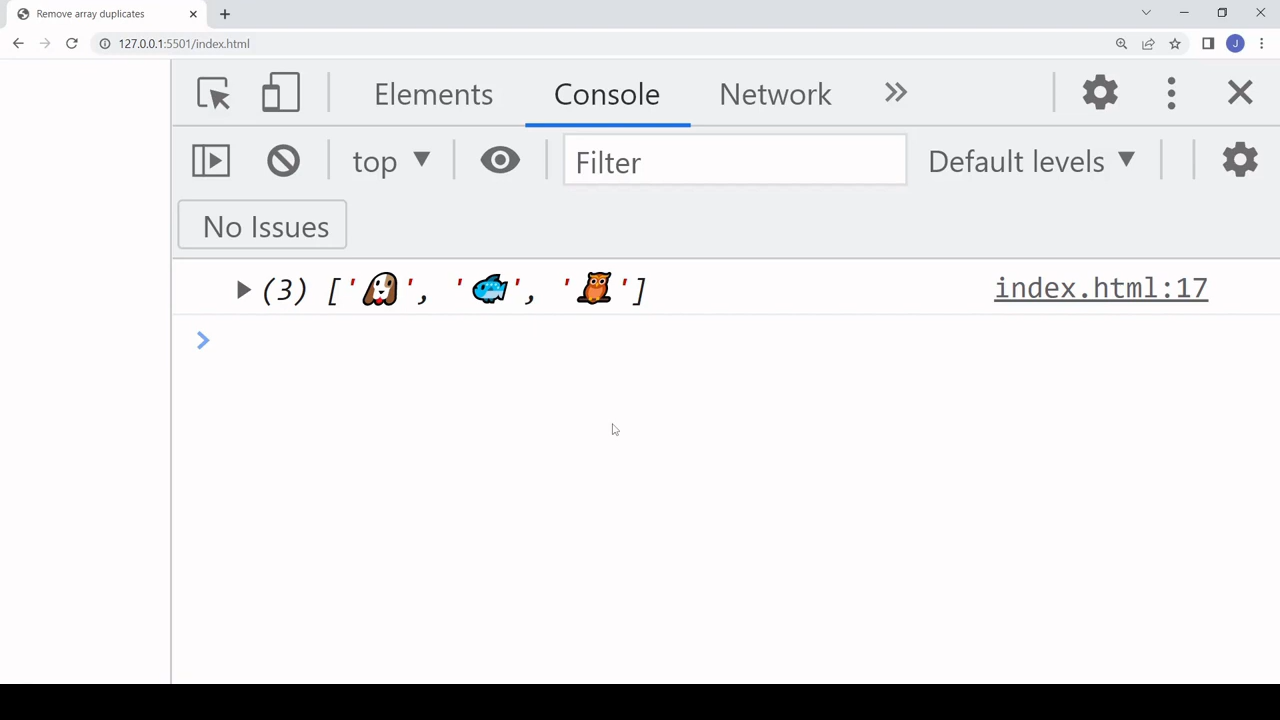 Remove array duplicates
127.0.0.1:5501/index.html
J
Elements Console Network
top Filter Default levels
No Issues
(3) ['🐶', '🐟', '🦉'] index.html:17